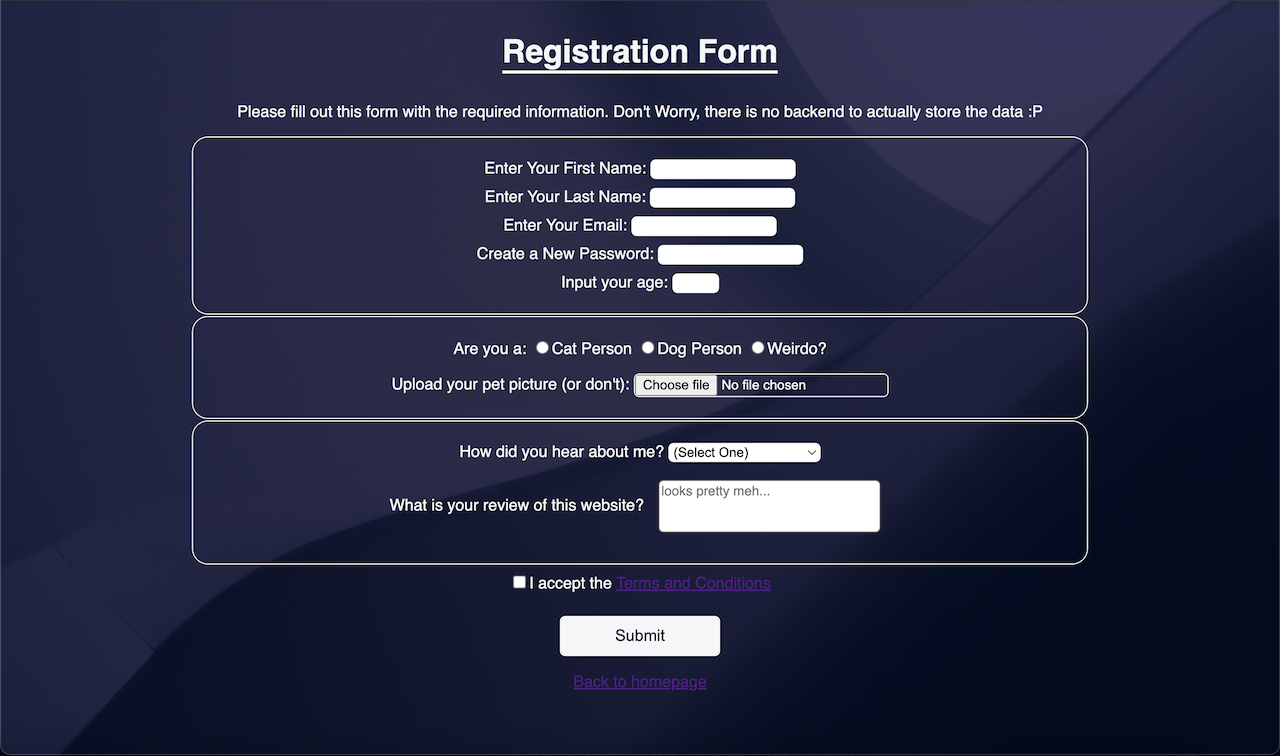 Registration Form
Please fill out this form with the required information. Don't Worry, there is no backend to actually store the data :P
Enter Your First Name:
Enter Your Last Name:
Enter Your Email:
Create a New Password:
Input your age:
Are you a: Cat Person Dog Person Weirdo?
Upload your pet picture (or don't): Choose file No file chosen
How did you hear about me? (Select One)
What is your review of this website? looks pretty meh...
I accept the Terms and Conditions
Submit
Back to homepage